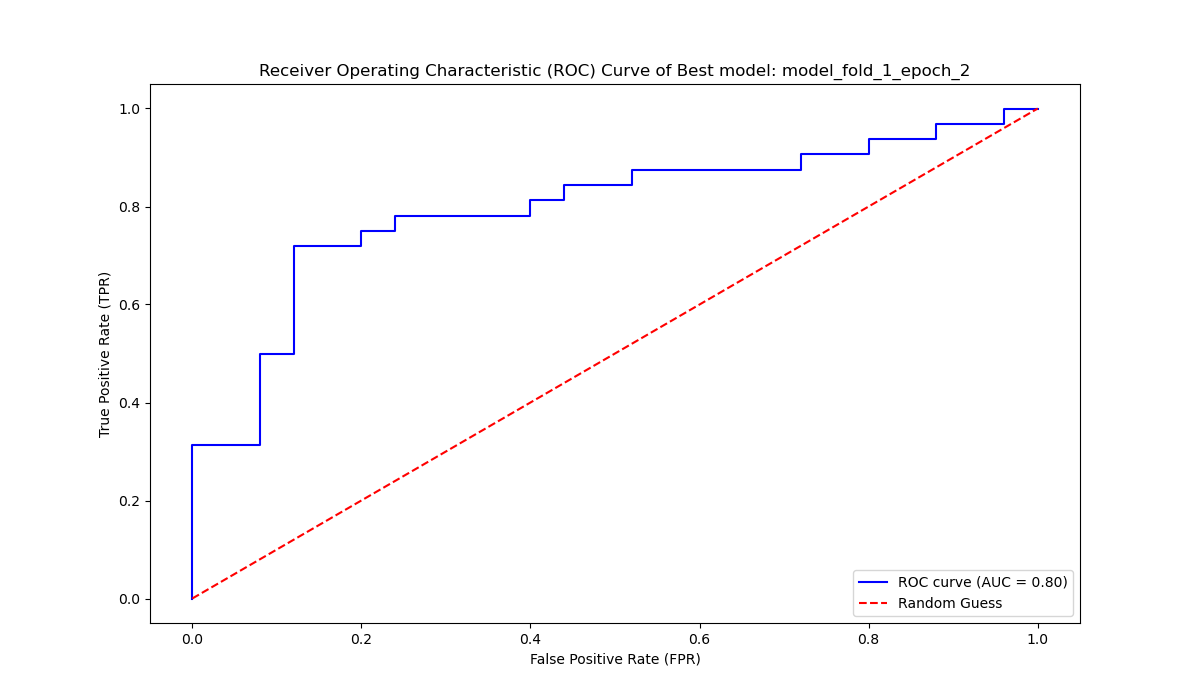 Receiver Operating Characteristic (ROC) Curve of Best model: model_fold_1_epoch_2
1.0
0.8
0.6
0.4
0.2
0.0
True Positive Rate (TPR)
ROC curve (AUC = 0.80)
Random Guess
0.0 0.2 0.4 0.6 0.8 1.0
False Positive Rate (FPR)